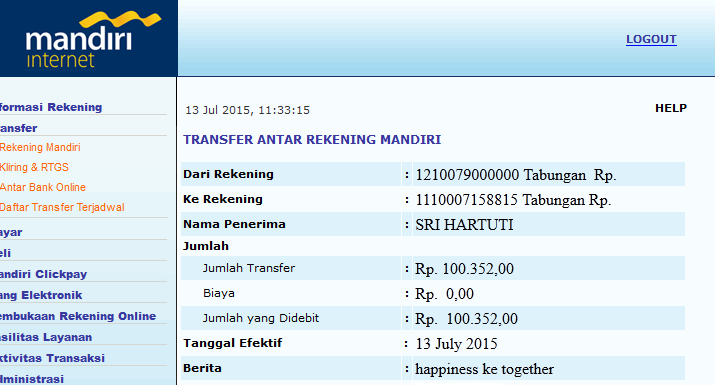 mandiri
internet
LOGOUT
13 Jul 2015, 11:33:15
HELP
nformasi Rekening
ansfer
Rekening Mandiri
Kliring & RTGS
Antar Bank Online
Daftar Transfer Terjadwal
ayar
eli
andiri Clickpay
ang Elektronik
embukaan Rekening Online
asilitas Layanan
ktivitas Transaksi
dministrasi
TRANSFER ANTAR REKENING MANDIRI
Dari Rekening : 1210079000000 Tabungan Rp.
Ke Rekening : 1110007158815 Tabungan Rp.
Nama Penerima : SRI HARTUTI
Jumlah
Jumlah Transfer : Rp. 100.352,00
Biaya : Rp. 0,00
Jumlah yang Didebit : Rp. 100.352,00
Tanggal Efektif : 13 July 2015
Berita : happiness ke together